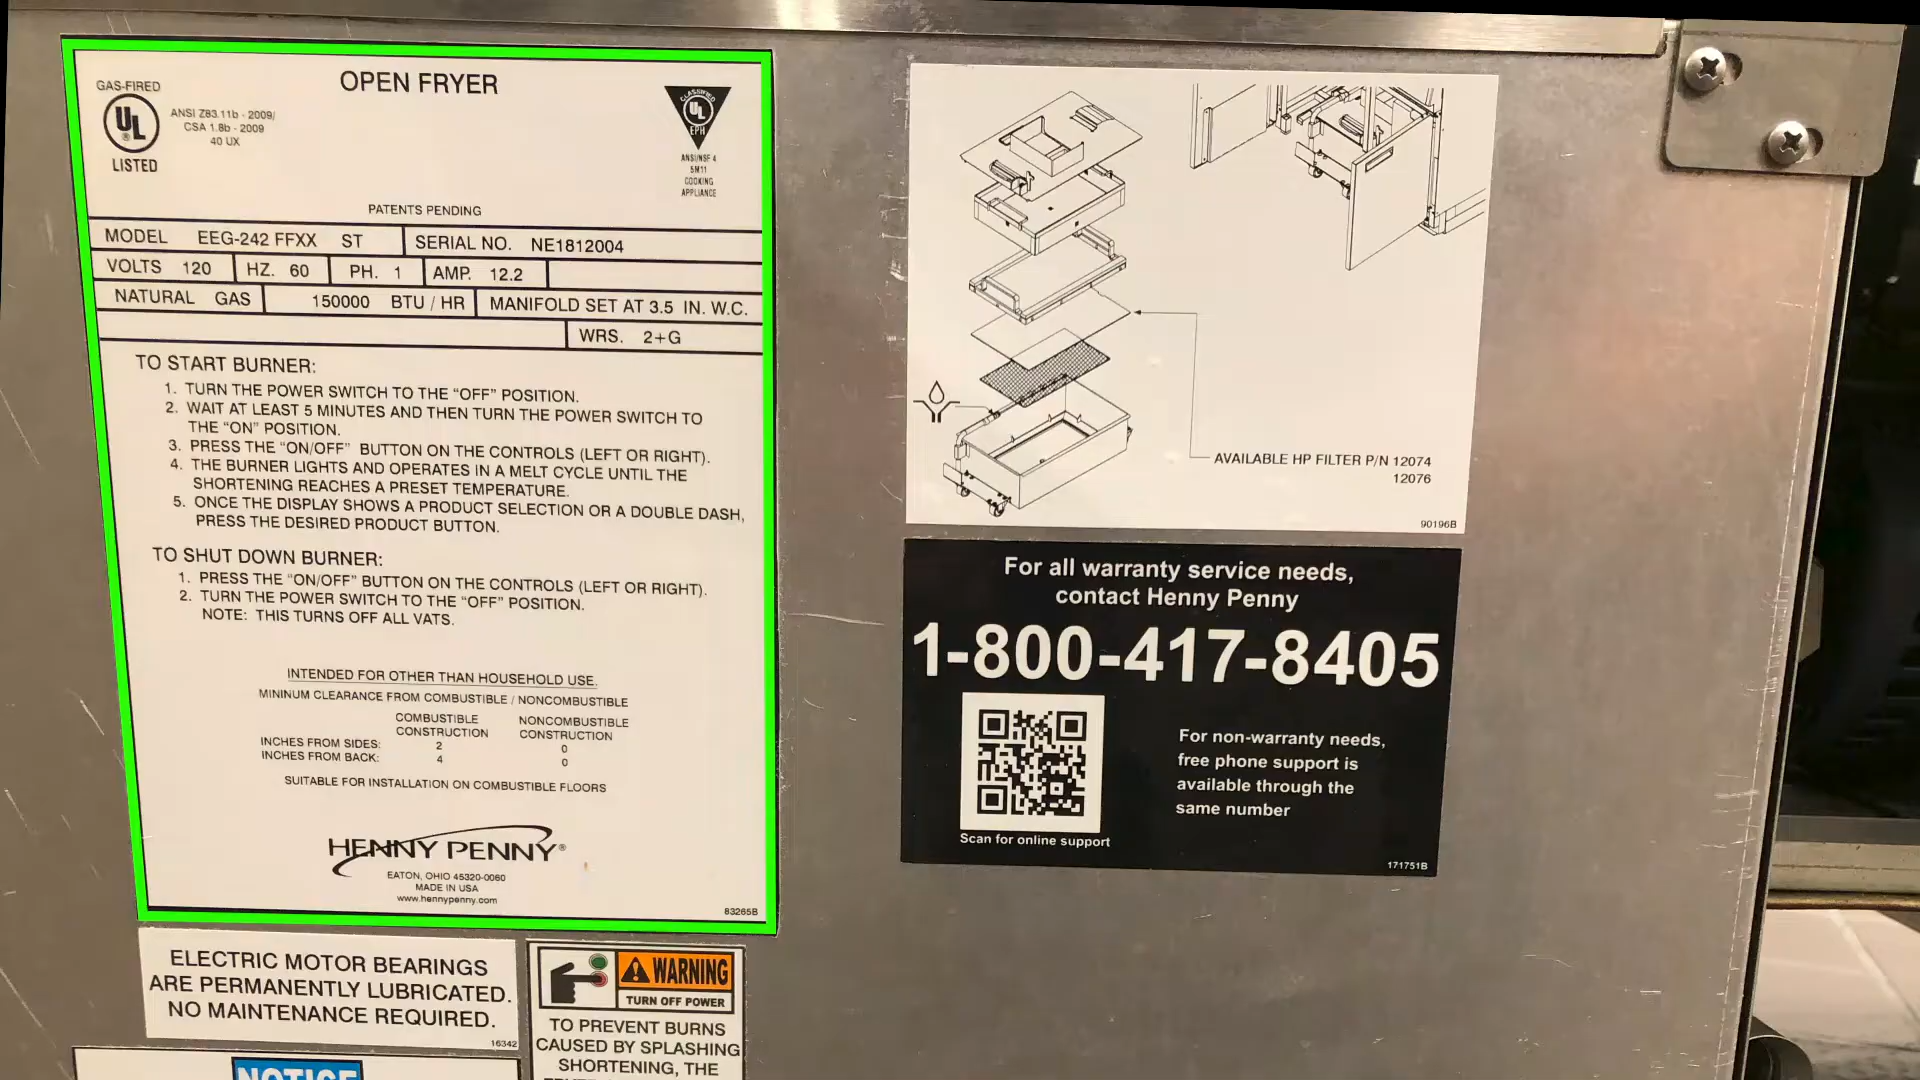 OPEN FRYER
GAS-FIRED
UL
®
LISTED
ANSI Z83.11b - 2009/
CSA 1.8b - 2009
40 UX
CLASSIFIED
UL
EPH
ANSI/NSF 4
5M11
COOKING
APPLIANCE
PATENTS PENDING
MODEL EEG-242 FFXX ST SERIAL NO. NE1812004
VOLTS 120 HZ. 60 PH. 1 AMP. 12.2
NATURAL GAS 150000 BTU / HR MANIFOLD SET AT 3.5 IN. W.C.
WRS. 2+G
TO START BURNER:
1. TURN THE POWER SWITCH TO THE “OFF” POSITION.
2. WAIT AT LEAST 5 MINUTES AND THEN TURN THE POWER SWITCH TO
THE “ON” POSITION.
3. PRESS THE “ON/OFF” BUTTON ON THE CONTROLS (LEFT OR RIGHT).
4. THE BURNER LIGHTS AND OPERATES IN A MELT CYCLE UNTIL THE
SHORTENING REACHES A PRESET TEMPERATURE.
5. ONCE THE DISPLAY SHOWS A PRODUCT SELECTION OR A DOUBLE DASH,
PRESS THE DESIRED PRODUCT BUTTON.
TO SHUT DOWN BURNER:
1. PRESS THE “ON/OFF” BUTTON ON THE CONTROLS (LEFT OR RIGHT).
2. TURN THE POWER SWITCH TO THE “OFF” POSITION.
NOTE: THIS TURNS OFF ALL VATS.
INTENDED FOR OTHER THAN HOUSEHOLD USE.
MININUM CLEARANCE FROM COMBUSTIBLE / NONCOMBUSTIBLE
COMBUSTIBLE NONCOMBUSTIBLE
CONSTRUCTION CONSTRUCTION
INCHES FROM SIDES: 2 0
INCHES FROM BACK: 4 0
SUITABLE FOR INSTALLATION ON COMBUSTIBLE FLOORS
HENNY PENNY®
EATON, OHIO 45320-0060
MADE IN USA
www.hennypenny.com
83265B
ELECTRIC MOTOR BEARINGS
ARE PERMANENTLY LUBRICATED.
NO MAINTENANCE REQUIRED.
16342
NOTICE
WARNING
TURN OFF POWER
TO PREVENT BURNS
CAUSED BY SPLASHING
SHORTENING, THE
AVAILABLE HP FILTER P/N 12074
12076
90196B
For all warranty service needs,
contact Henny Penny
1-800-417-8405
Scan for online support
For non-warranty needs,
free phone support is
available through the
same number
171751B